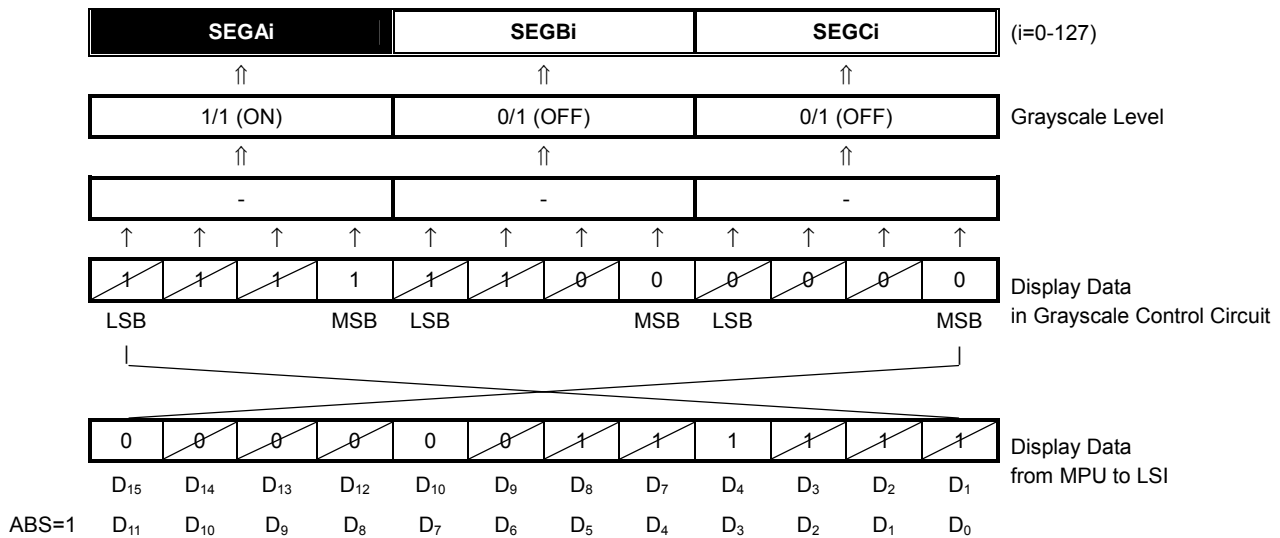 SEGAi SEGBi SEGCi (i=0-127)
⇑ ⇑ ⇑
1/1 (ON) 0/1 (OFF) 0/1 (OFF) Grayscale Level
⇑ ⇑ ⇑
- - -
↑ ↑ ↑ ↑ ↑ ↑ ↑ ↑ ↑ ↑ ↑ ↑
1 1 1 1 1 1 0 0 0 0 0 0 Display Data
in Grayscale Control Circuit
LSB MSB LSB MSB LSB MSB
0 0 0 0 0 0 1 1 1 1 1 1 Display Data
from MPU to LSI
D15 D14 D13 D12 D10 D9 D8 D7 D4 D3 D2 D1
ABS=1 D11 D10 D9 D8 D7 D6 D5 D4 D3 D2 D1 D0